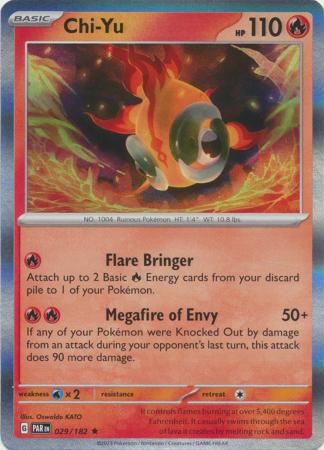 BASIC
Chi-Yu
HP 110
NO. 1004 Ruinous Pokémon HT: 1'4" WT: 10.8 lbs.
Flare Bringer
Attach up to 2 Basic Energy cards from your discard
pile to 1 of your Pokémon.
Megafire of Envy 50+
If any of your Pokémon were Knocked Out by damage
from an attack during your opponent's last turn, this attack
does 90 more damage.
weakness ×2 resistance retreat
Illus. Oswaldo KATO
G PAR EN 029/182 ★
It controls flames burning at over 5,400 degrees
Fahrenheit. It casually swims through the sea
of lava it creates by melting rock and sand.
©2023 Pokémon / Nintendo / Creatures / GAME FREAK